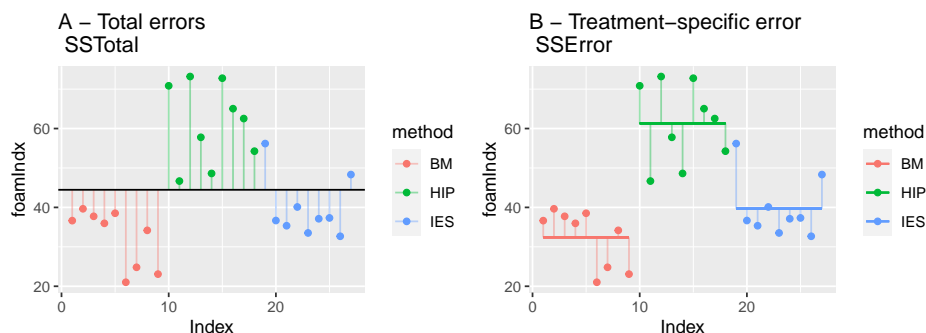 A − Total errors
SSTotal
foamIndx
60
40
20
0
10
20
Index
method
BM
HIP
IES
B − Treatment−specific error
SSError
foamIndx
60
40
20
0
10
20
Index
method
BM
HIP
IES